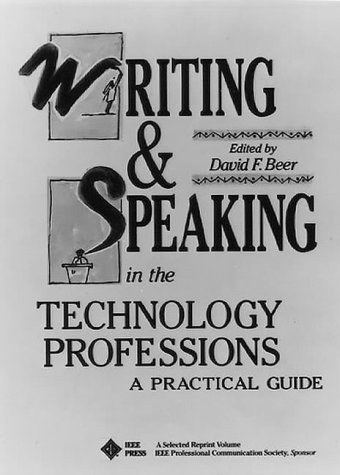 WRITING
&
SPEAKING
Edited by
David F. Beer
in the
TECHNOLOGY
PROFESSIONS
A PRACTICAL GUIDE
IEEE
PRESS
A Selected Reprint Volume
IEEE Professional Communication Society, Sponsor